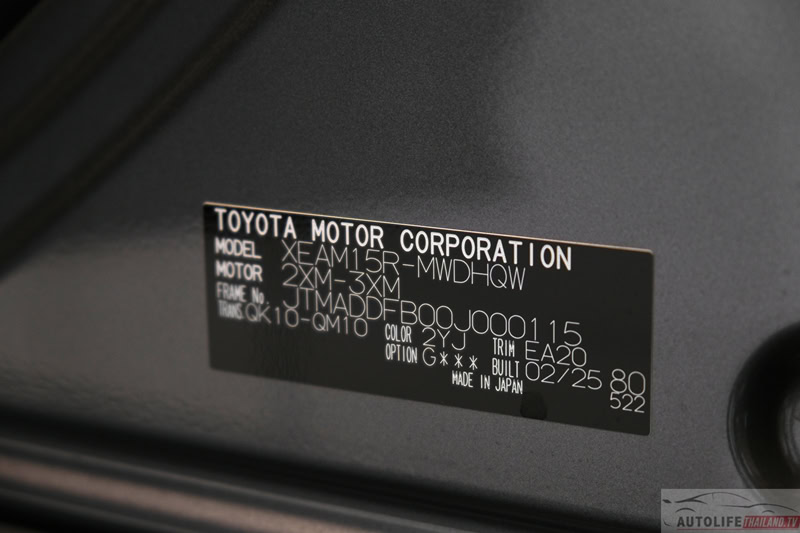 TOYOTA MOTOR CORPORATION
MODEL XEAM15R-MWDHQW
MOTOR 2XM-3XM
FRAME No. JTMADDFB00J000115
TRANS. QK10-QM10
COLOR 2YJ TRIM EA20
OPTION G*** BUILT 02/25 80
MADE IN JAPAN 522
AUTOLIFETHAILAND.TV